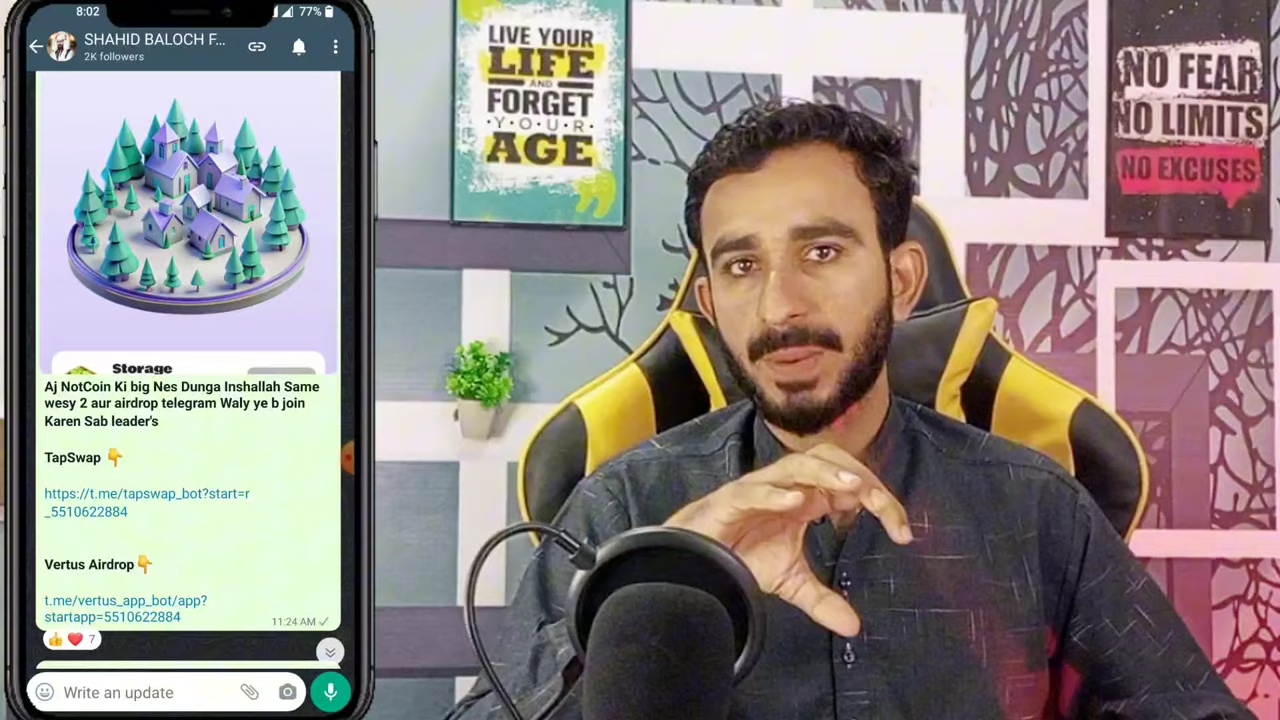 8:02
77%
SHAHID BALOCH F...
2K followers
Storage
Aj NotCoin Ki big Nes Dunga Inshallah Same
wesy 2 aur airdrop telegram Waly ye b join
Karen Sab leader's
TapSwap 👇
https://t.me/tapswap_bot?start=r
_5510622884
Vertus Airdrop👇
t.me/vertus_app_bot/app?
startapp=5510622884
11:24 AM
7
Write an update
LIVE YOUR
LIFE
AND
FORGET
YOUR
AGE
NO FEAR
NO LIMITS
NO EXCUSES